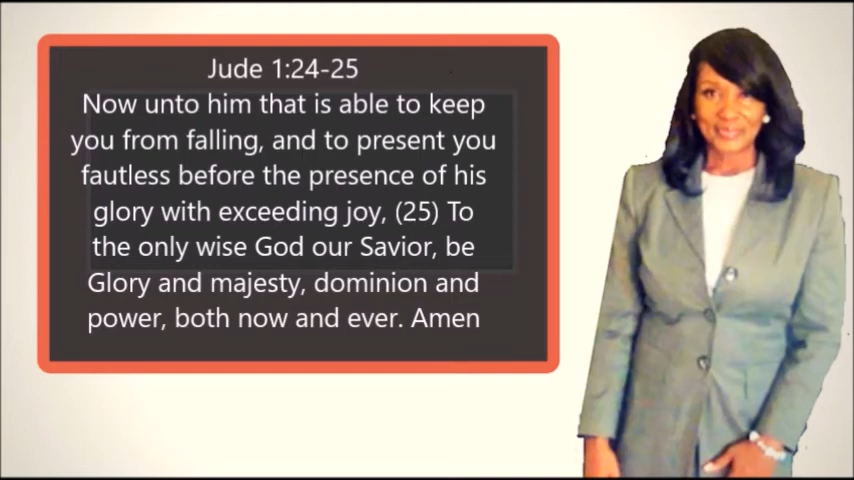 Jude 1:24-25
Now unto him that is able to keep
you from falling, and to present you
fautless before the presence of his
glory with exceeding joy, (25) To
the only wise God our Savior, be
Glory and majesty, dominion and
power, both now and ever. Amen